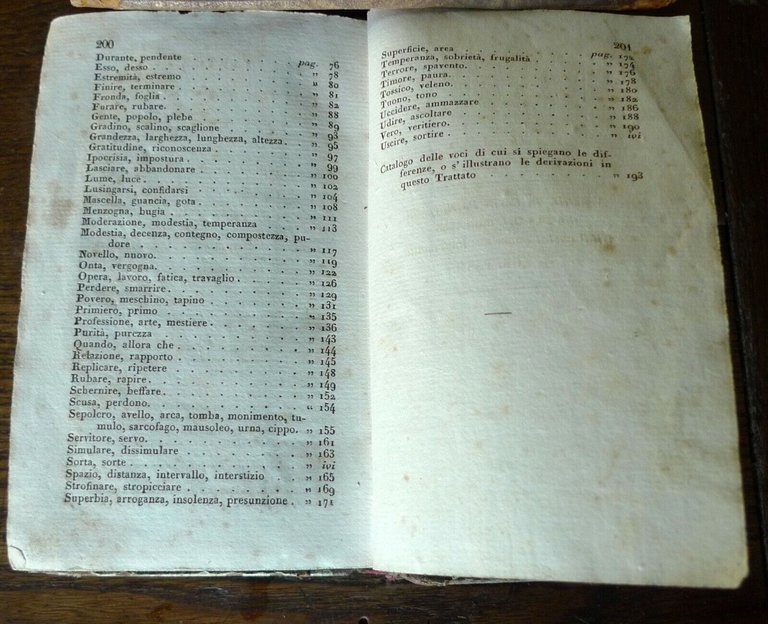 200
Durante, pendente . . . pag. 76
Esso, desso . . . „ 78
Estremità, estremo . . . „ 80
Finire, terminare . . . „ 81
Fronda, foglia . . . „ 82
Furare, rubare. . . . „ 88
Gente, popolo, plebe . . . „ 89
Gradino, scalino, scaglione . . . „ 93
Grandezza, larghezza, lunghezza, altezza. „ 95
Gratitudine, riconoscenza . . . „ 97
Ipocrisia, impostura . . . „ 99
Lasciare, abbandonare . . . „ 100
Lume, luce . . . „ 102
Lusingarsi, confidarsi . . . „ 104
Mascella, guancia, gota . . . „ 108
Menzogna, bugia . . . „ 111
Moderazione, modestia, temperanza . . . „ 113
Modestia, decenza, contegno, compostezza, pu-
dore . . . „ 117
Novello, nuovo. . . . „ 119
Onta, vergogna. . . . „ 122
Opera, lavoro, fatica, travaglio . . . „ 126
Perdere, smarrire . . . „ 129
Povero, meschino, tapino . . . „ 131
Primiero, primo . . . „ 135
Professione, arte, mestiere . . . „ 136
Purità, purezza . . . „ 143
Quando, allora che . . . „ 144
Relazione, rapporto . . . „ 145
Replicare, ripetere . . . „ 148
Rubare, rapire . . . „ 149
Schernire, beffare . . . „ 152
Scusa, perdono. . . . „ 154
Sepolcro, avello, arca, tomba, monimento, tu-
mulo, sarcofago, mausoleo, urna, cippo. „ 155
Servitore, servo. . . . „ 161
Simulare, dissimulare . . . „ 163
Sorta, sorte . . . „ ivi
Spazio, distanza, intervallo, interstizio . . . „ 165
Strofinare, stropicciare . . . „ 169
Superbia, arroganza, insolenza, presunzione . „ 171
201
Superficie, area . . . pag. 172
Temperanza, sobrietà, frugalità . . . „ 174
Terrore, spavento. . . . „ 176
Timore, paura. . . . „ 178
Tossico, veleno. . . . „ 180
Tuono, tono . . . „ 182
Uccidere, ammazzare . . . „ 186
Udire, ascoltare . . . „ 188
Vero, veritiero. . . . „ 190
Uscire, sortire . . . „ ivi
Catalogo delle voci di cui si spiegano le dif-
ferenze, o s' illustrano le derivazioni in
questo Trattato . . . „ 193